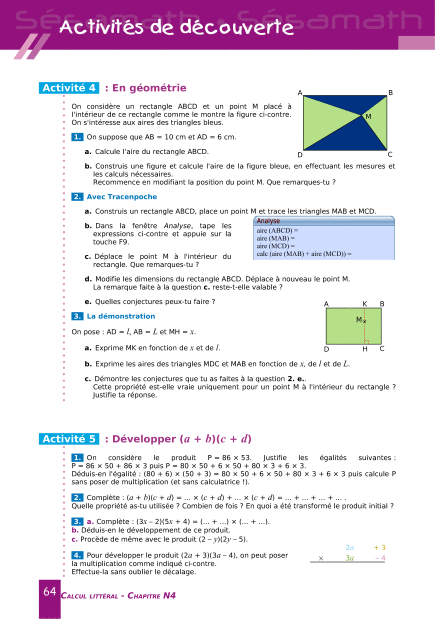 Sésamath - Sésamath
Activités de découverte
Activité 4 : En géométrie
On considère un rectangle ABCD et un point M placé à
l'intérieur de ce rectangle comme le montre la figure ci-contre.
On s'intéresse aux aires des triangles bleus.
A
B
M
D
C
1. On suppose que AB = 10 cm et AD = 6 cm.
a. Calcule l'aire du rectangle ABCD.
b. Construis une figure et calcule l'aire de la figure bleue, en effectuant les mesures et
les calculs nécessaires.
Recommence en modifiant la position du point M. Que remarques-tu ?
2. Avec Tracenpoche
a. Construis un rectangle ABCD, place un point M et trace les triangles MAB et MCD.
b. Dans la fenêtre Analyse, tape les
expressions ci-contre et appuie sur la
touche F9.
Analyse
aire (ABCD) =
aire (MAB) =
aire (MCD) =
calc (aire (MAB) + aire (MCD)) =
c. Déplace le point M à l'intérieur du
rectangle. Que remarques-tu ?
d. Modifie les dimensions du rectangle ABCD. Déplace à nouveau le point M.
La remarque faite à la question c. reste-t-elle valable ?
e. Quelles conjectures peux-tu faire ?
3. La démonstration
On pose : AD = l, AB = L et MH = x.
A K B
M
D H C
a. Exprime MK en fonction de x et de l.
b. Exprime les aires des triangles MDC et MAB en fonction de x, de l et de L.
c. Démontre les conjectures que tu as faites à la question 2. e..
Cette propriété est-elle vraie uniquement pour un point M à l'intérieur du rectangle ?
Justifie ta réponse.
Activité 5 : Développer (a + b)(c + d)
1. On considère le produit P = 86 × 53. Justifie les égalités suivantes :
P = 86 × 50 + 86 × 3 puis P = 80 × 50 + 6 × 50 + 80 × 3 + 6 × 3.
Déduis-en l'égalité : (80 + 6) × (50 + 3) = 80 × 50 + 6 × 50 + 80 × 3 + 6 × 3 puis calcule P
sans poser de multiplication (et sans calculatrice !).
2. Complète : (a + b)(c + d) = ... × (c + d) + ... × (c + d) = ... + ... + ... + ... .
Quelle propriété as-tu utilisée ? Combien de fois ? En quoi a été transformé le produit initial ?
3. a. Complète : (3x – 2)(5x + 4) = (... + ...) × (... + ...).
b. Déduis-en le développement de ce produit.
c. Procède de même avec le produit (2 – y)(2y – 5).
4. Pour développer le produit (2a + 3)(3a – 4), on peut poser
la multiplication comme indiqué ci-contre.
Effectue-la sans oublier le décalage.
2a + 3
× 3a – 4
64 CALCUL LITTÉRAL - CHAPITRE N4